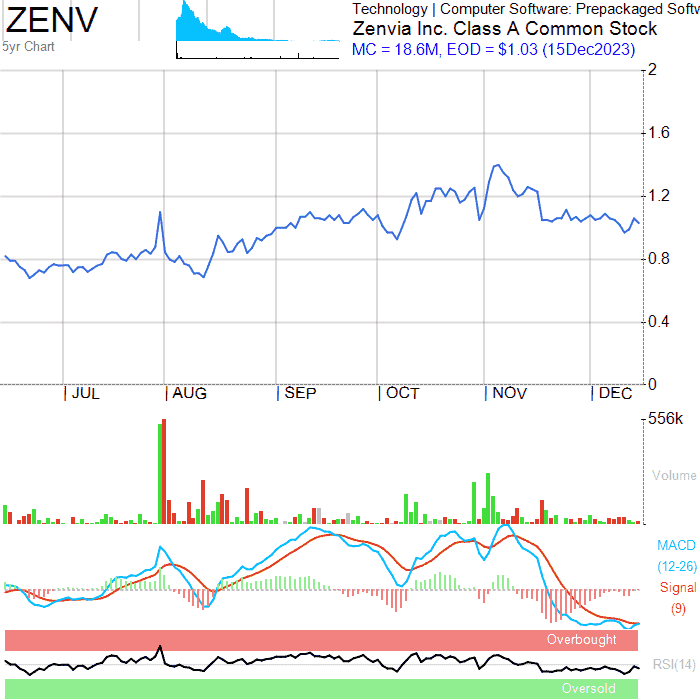 ZENV
5yr Chart
Technology | Computer Software: Prepackaged Softw
Zenvia Inc. Class A Common Stock
MC = 18.6M, EOD = $1.03 (15Dec2023)
2
1.6
1.2
0.8
0.4
0
JUL AUG SEP OCT NOV DEC
556k
Volume
MACD
(12-26)
Signal
(9)
Overbought
RSI(14)
Oversold